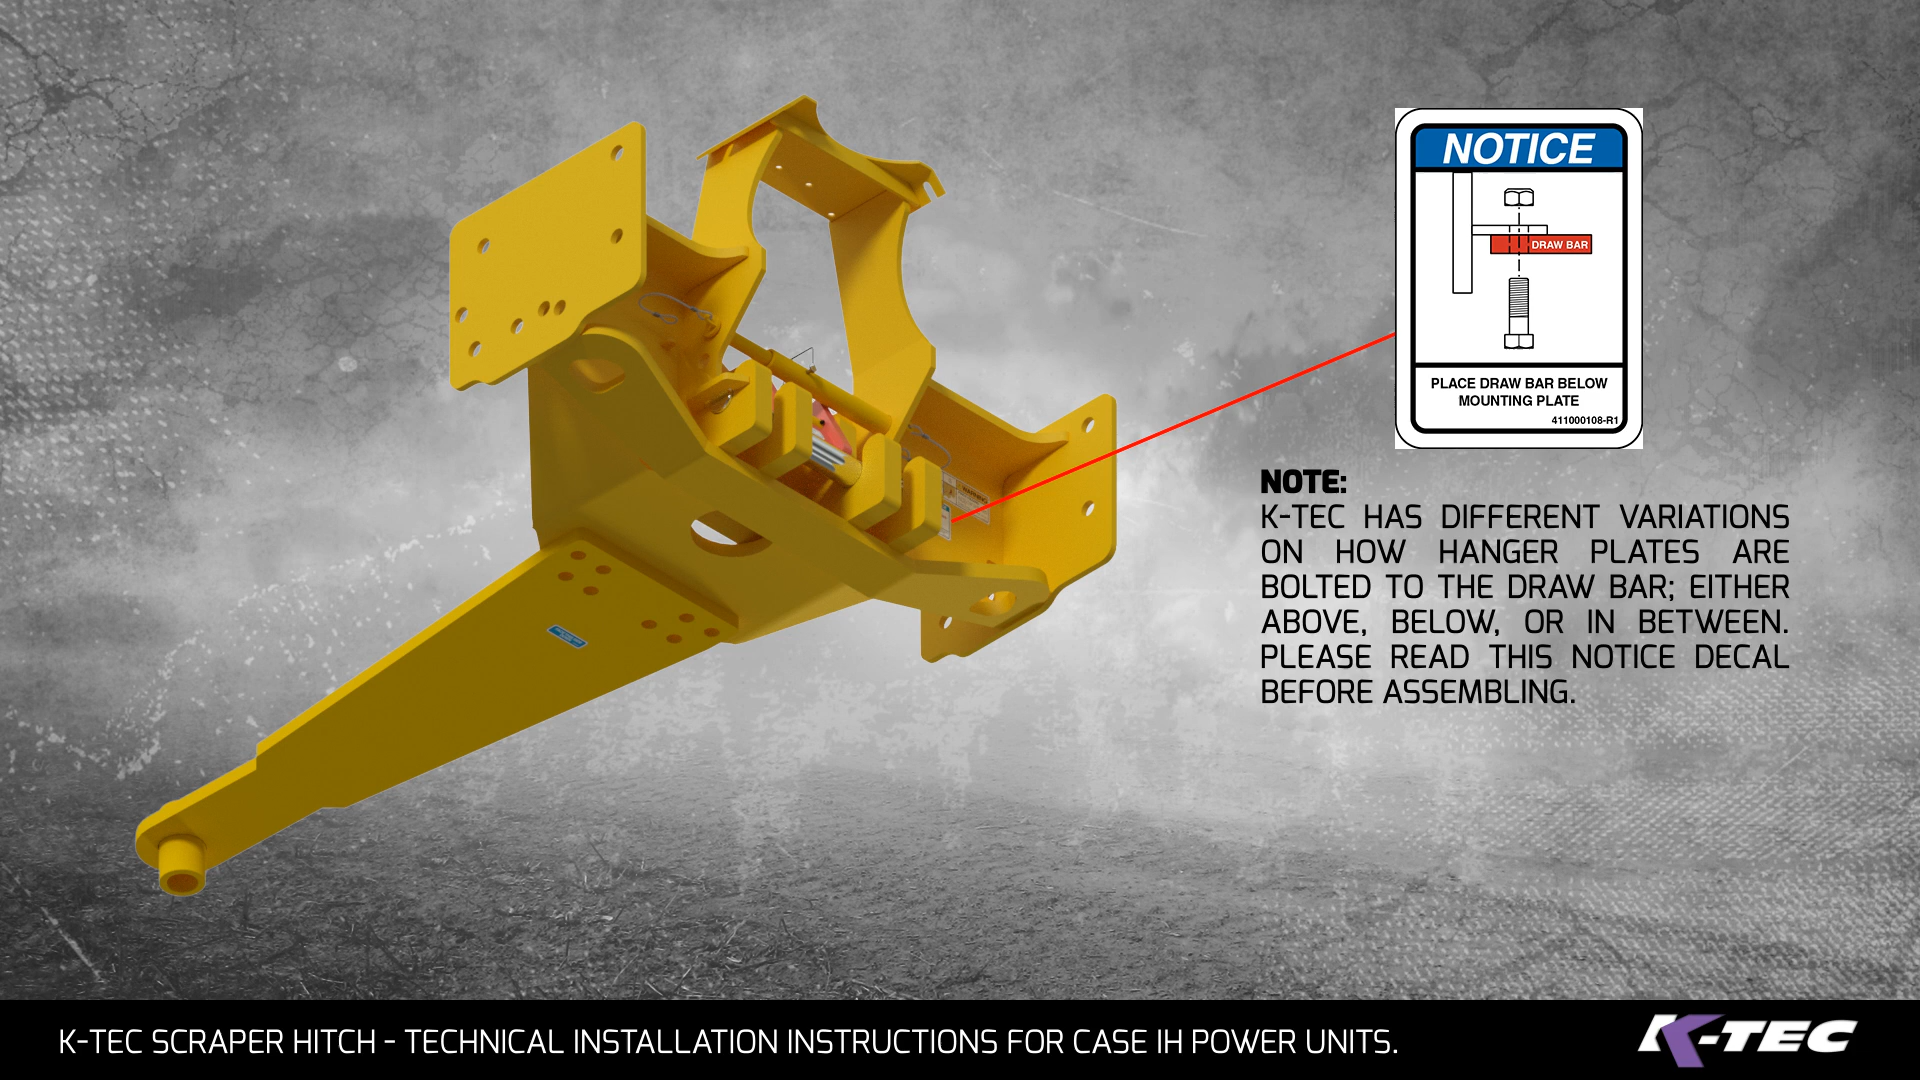 NOTICE
DRAW BAR
PLACE DRAW BAR BELOW
MOUNTING PLATE
411000108-R1
NOTE:
K-TEC HAS DIFFERENT VARIATIONS
ON HOW HANGER PLATES ARE
BOLTED TO THE DRAW BAR; EITHER
ABOVE, BELOW, OR IN BETWEEN.
PLEASE READ THIS NOTICE DECAL
BEFORE ASSEMBLING.
WARNING
K-TEC SCRAPER HITCH - TECHNICAL INSTALLATION INSTRUCTIONS FOR CASE IH POWER UNITS.
K-TEC